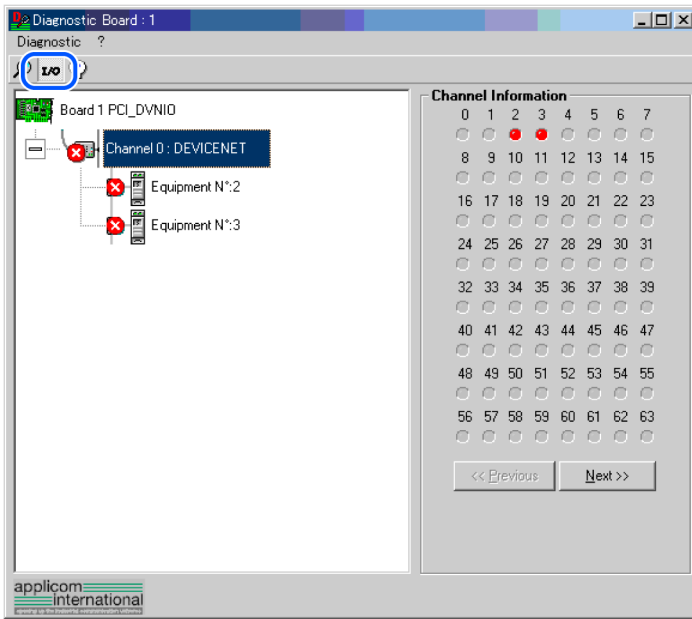 Diagnostic Board : 1
Diagnostic ?
I/O
Board 1 PCI_DVNIO
Channel 0 : DEVICENET
Equipment N°:2
Equipment N°:3
Channel Information
0 1 2 3 4 5 6 7
8 9 10 11 12 13 14 15
16 17 18 19 20 21 22 23
24 25 26 27 28 29 30 31
32 33 34 35 36 37 38 39
40 41 42 43 44 45 46 47
48 49 50 51 52 53 54 55
56 57 58 59 60 61 62 63
<< Previous Next >>
applicom
international